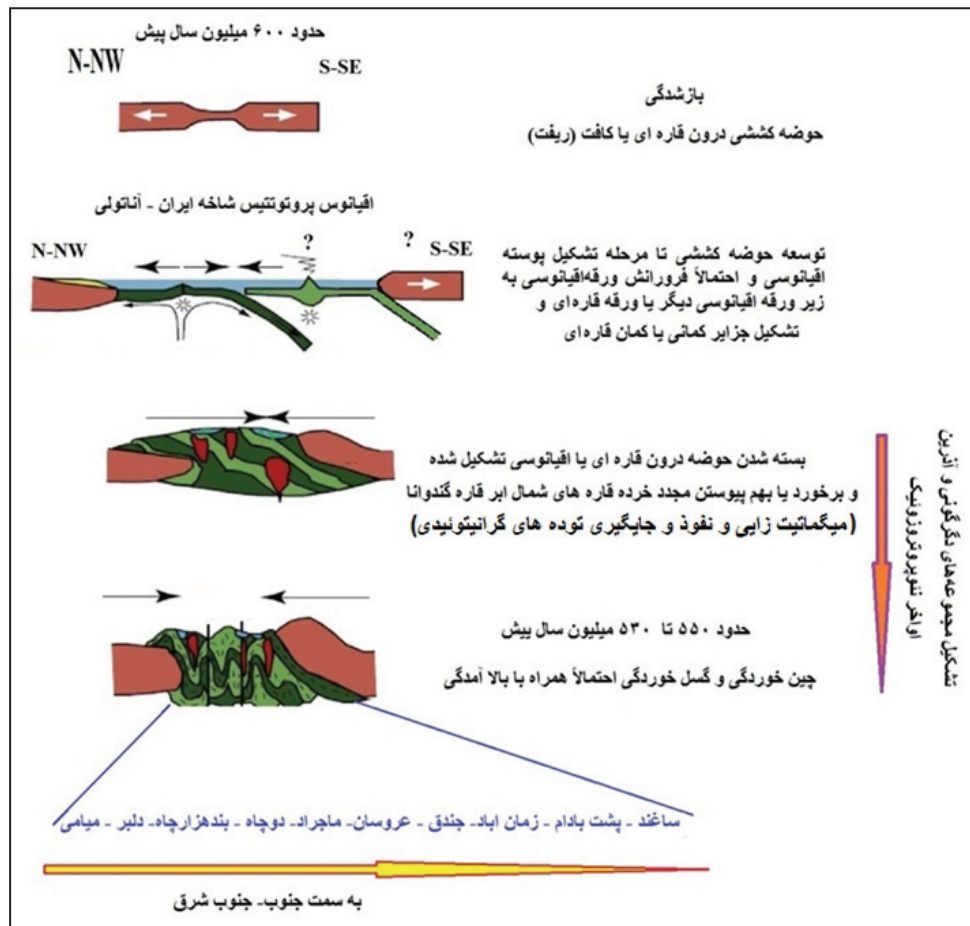 حدود ۶۰۰ میلیون سال پیش
N-NW
S-SE
بازشدگی
حوضه کششی درون قاره ای یا کافت (ریفت)
اقیانوس پروتوتتیس شاخه ایران - آناتولی
N-NW
?
?
S-SE
توسعه حوضه کششی تا مرحله تشکیل پوسته
اقیانوسی و احتمالاً فرورانش ورقه‌اقیانوسی به
زیر ورقه اقیانوسی دیگر یا ورقه قاره‌ای و
تشکیل جزایر کمانی یا کمان قاره‌ای
بسته شدن حوضه درون قاره ای یا اقیانوسی تشکیل شده
و برخورد یا بهم پیوستن مجدد خرده قاره های شمال ابر قاره گندوانا
(میگماتیت زایی و نفوذ و جایگیری توده های گرانیتوئیدی)
تشکیل مجموعه‌های دگرگونی و آذرین
اواخر نئوپروتروزوئیک
حدود ۵۵۰ تا ۵۳۰ میلیون سال پیش
چین خوردگی و گسل خوردگی احتمالاً همراه با بالا آمدگی
ساغند - پشت بادام - زمان اباد- جندق - عروسان- ماجراد- دوچاه - بندهزارچاه- دلبر - میامی
به سمت جنوب- جنوب شرق